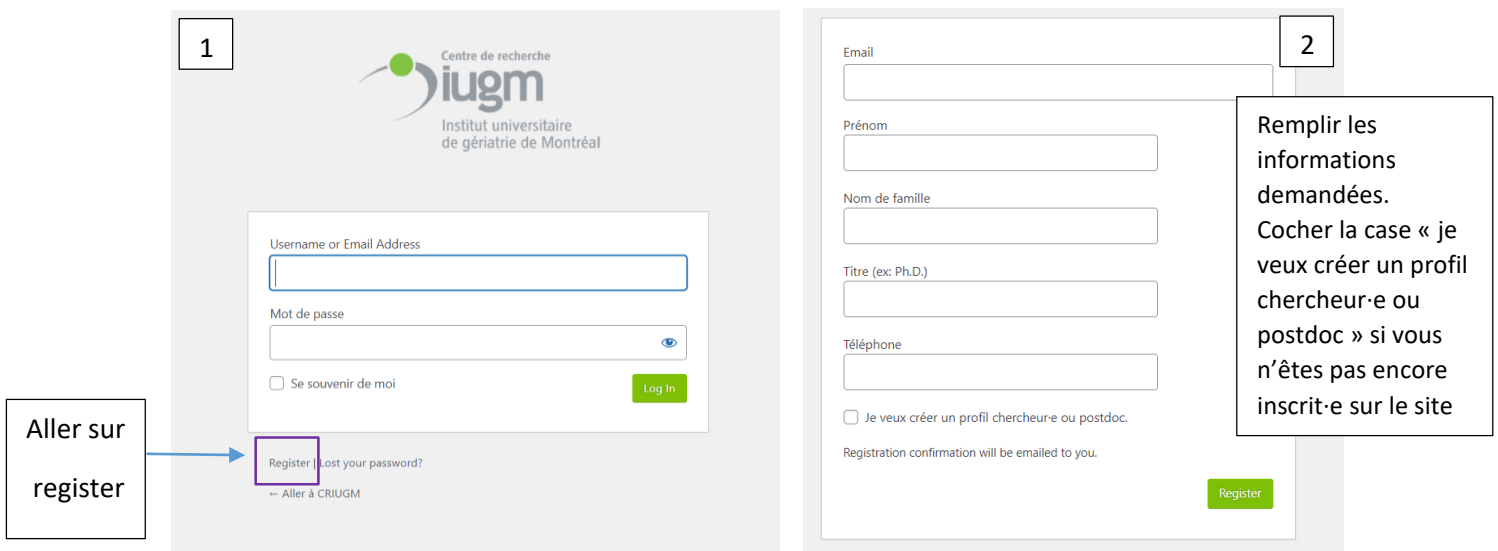 1
Centre de recherche
iugm
Institut universitaire
de gériatrie de Montréal
Username or Email Address
Mot de passe
Se souvenir de moi
Log In
Register | Lost your password?
← Aller à CRIUGM
Aller sur
register
2
Email
Prénom
Nom de famille
Titre (ex: Ph.D.)
Téléphone
Je veux créer un profil chercheur·e ou postdoc.
Registration confirmation will be emailed to you.
Register
Remplir les
informations
demandées.
Cocher la case « je
veux créer un profil
chercheur·e ou
postdoc » si vous
n’êtes pas encore
inscrit·e sur le site